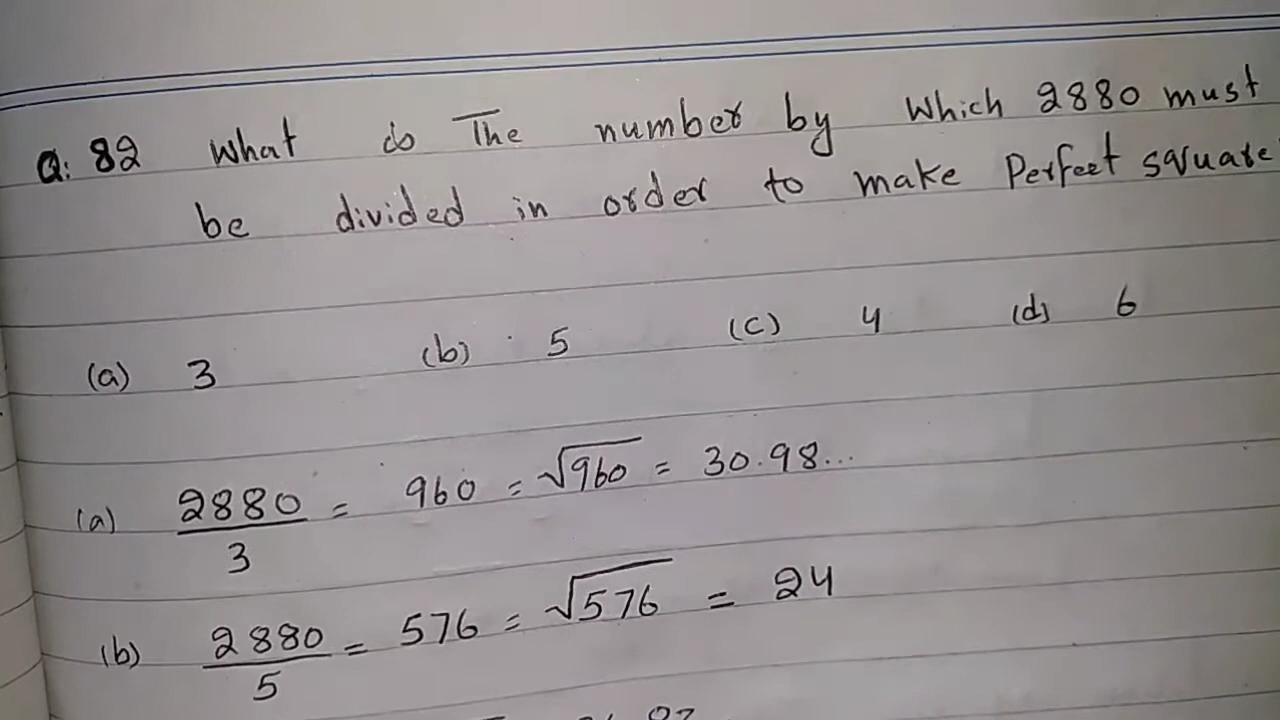 Q: 82 What is The number by Which 2880 must
be divided in order to make Perfect square
(a) 3 (b) 5 (c) 4 (d) 6
(a) 2880/3 = 960 = √960 = 30.98...
(b) 2880/5 = 576 = √576 = 24